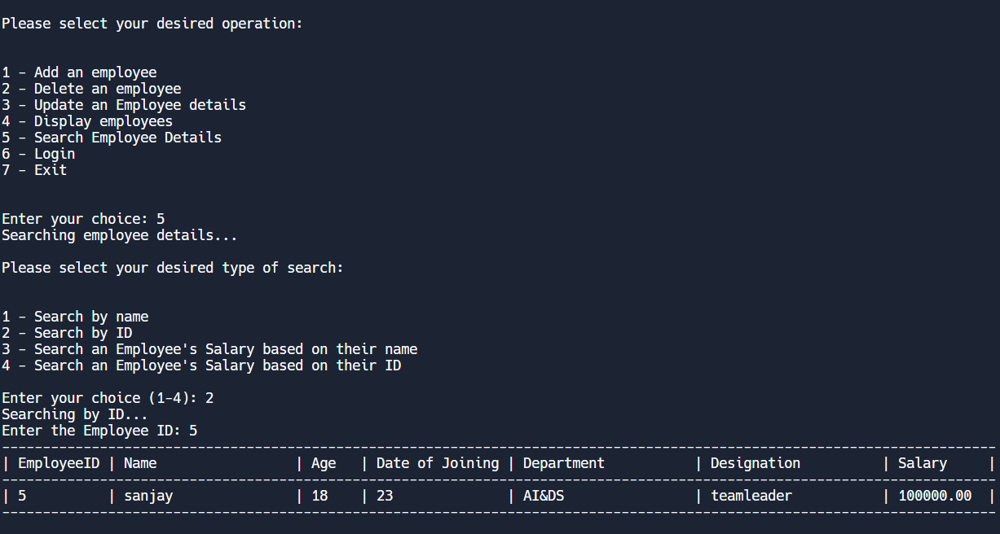 Please select your desired operation:
1 - Add an employee
2 - Delete an employee
3 - Update an Employee details
4 - Display employees
5 - Search Employee Details
6 - Login
7 - Exit
Enter your choice: 5
Searching employee details...
Please select your desired type of search:
1 - Search by name
2 - Search by ID
3 - Search an Employee's Salary based on their name
4 - Search an Employee's Salary based on their ID
Enter your choice (1-4): 2
Searching by ID...
Enter the Employee ID: 5
--------------------------------------------------------------------------------------------------------------------------
| EmployeeID | Name                 | Age   | Date of Joining | Department           | Designation          | Salary     |
--------------------------------------------------------------------------------------------------------------------------
| 5          | sanjay               | 18    | 23              | AI&DS                | teamleader           | 100000.00  |
--------------------------------------------------------------------------------------------------------------------------